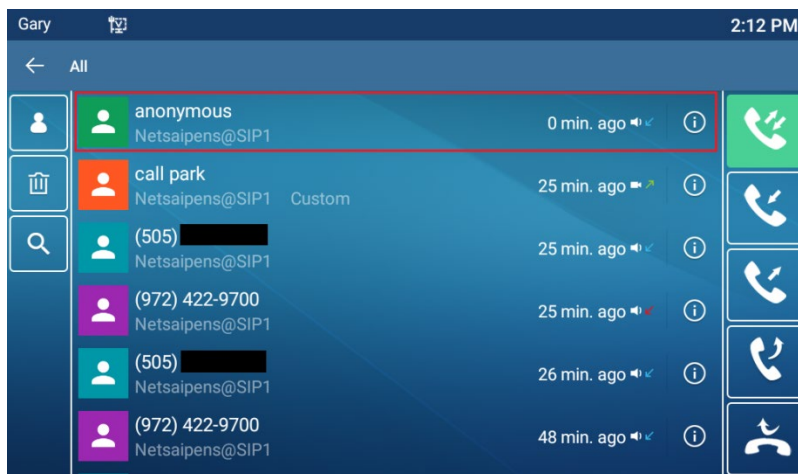 Gary
2:12 PM
All
anonymous
Netsaipens@SIP1
0 min. ago
call park
Netsaipens@SIP1 Custom
25 min. ago
(505)
Netsaipens@SIP1
25 min. ago
(972) 422-9700
Netsaipens@SIP1
25 min. ago
(505)
Netsaipens@SIP1
26 min. ago
(972) 422-9700
Netsaipens@SIP1
48 min. ago